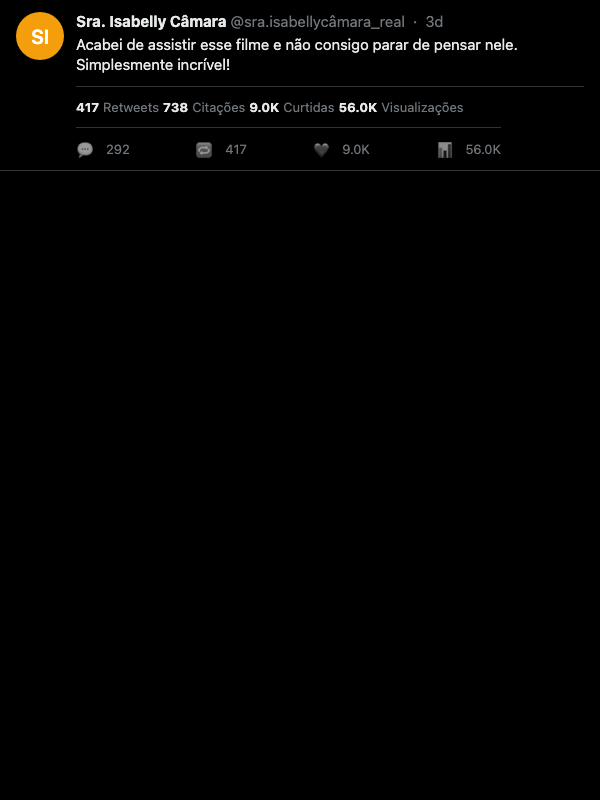 SI
Sra. Isabelly Câmara @sra.isabellycâmara_real · 3d
Acabei de assistir esse filme e não consigo parar de pensar nele.
Simplesmente incrível!
417 Retweets 738 Citações 9.0K Curtidas 56.0K Visualizações
292 417 9.0K 56.0K